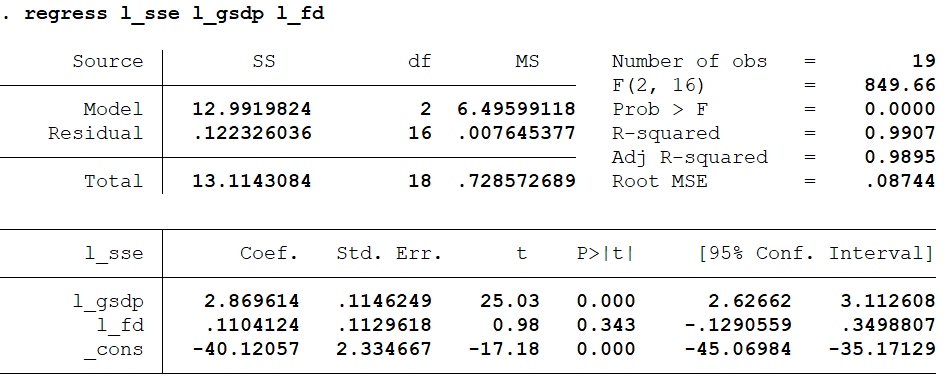 . regress l_sse l_gsdp l_fd
Source SS df MS Number of obs = 19
F(2, 16) = 849.66
Model 12.9919824 2 6.49599118 Prob > F = 0.0000
Residual .122326036 16 .007645377 R-squared = 0.9907
Adj R-squared = 0.9895
Total 13.1143084 18 .728572689 Root MSE = .08744
l_sse Coef. Std. Err. t P>|t| [95% Conf. Interval]
l_gsdp 2.869614 .1146249 25.03 0.000 2.62662 3.112608
l_fd .1104124 .1129618 0.98 0.343 -.1290559 .3498807
_cons -40.12057 2.334667 -17.18 0.000 -45.06984 -35.17129